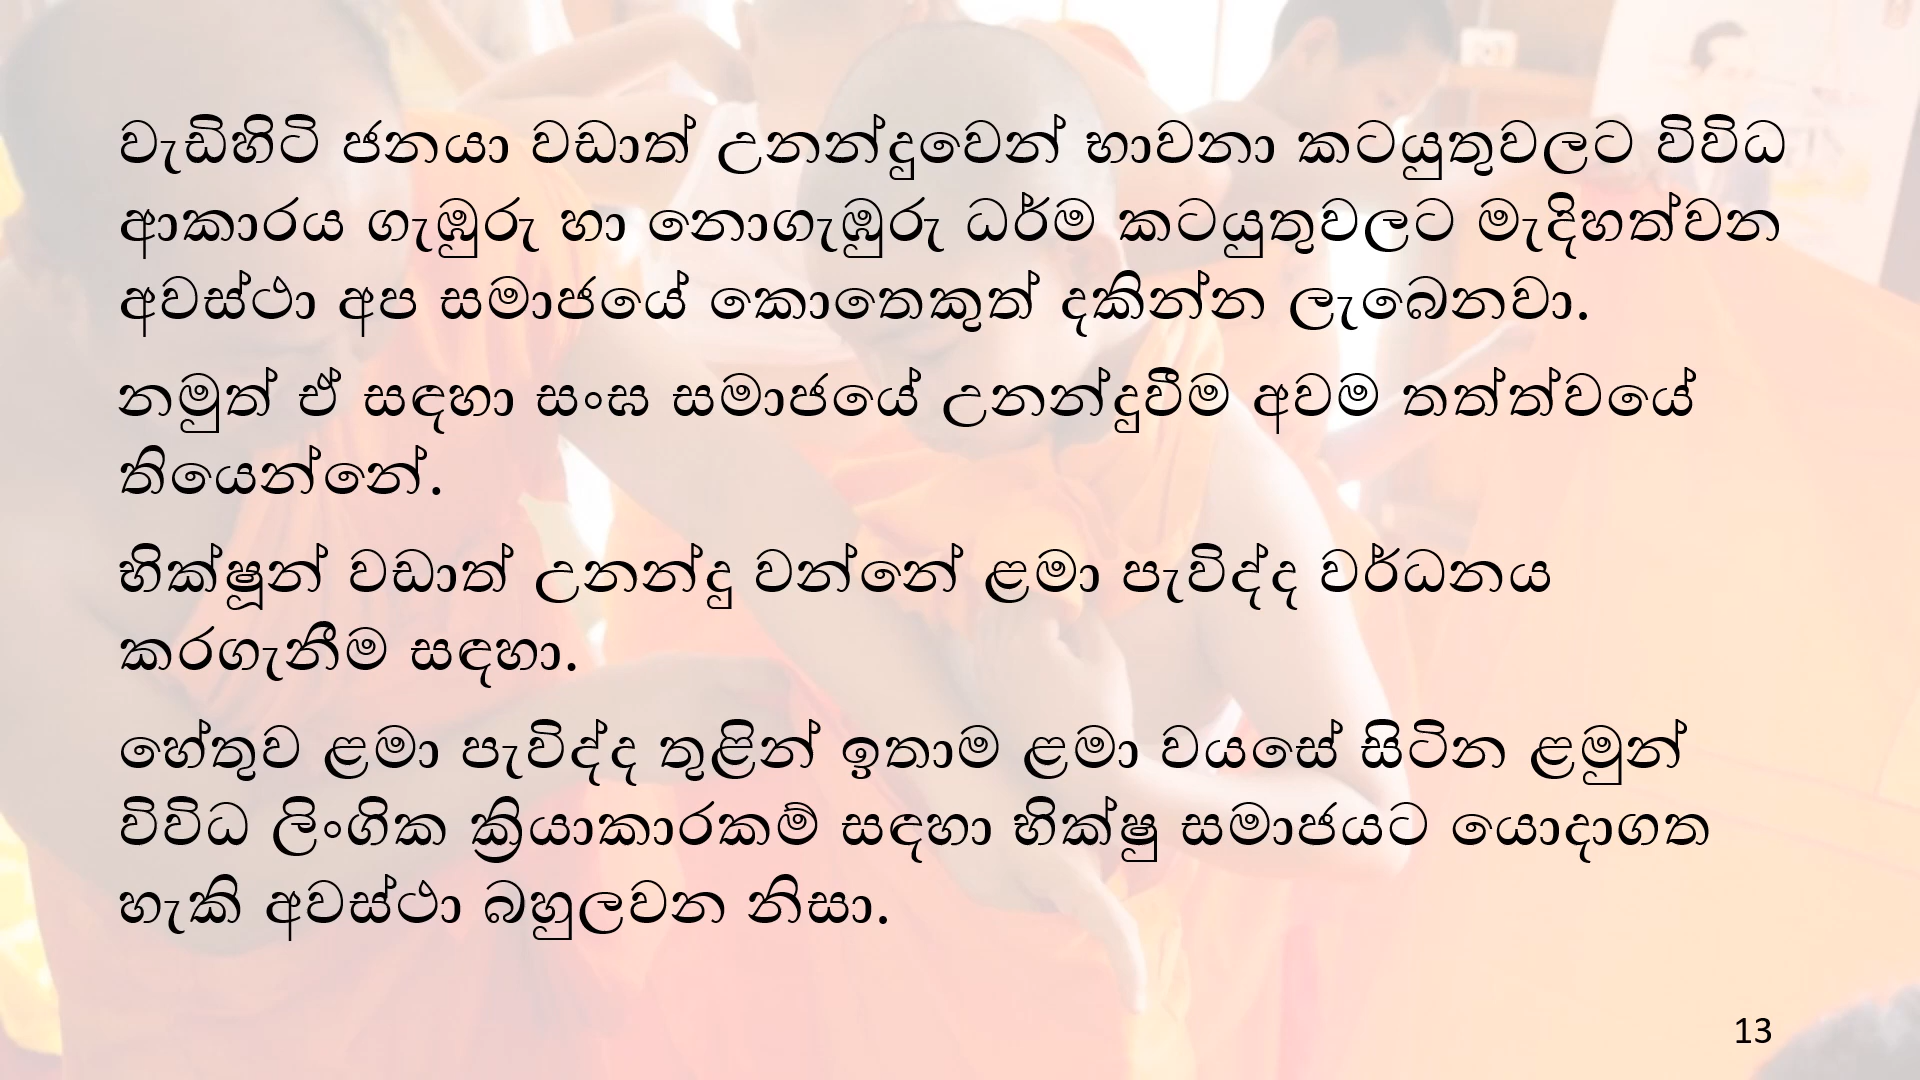 වැඩිහිටි ජනයා වඩාත් උනන්දුවෙන් භාවනා කටයුතුවලට විවිධ
ආකාරය ගැඹුරු හා නොගැඹුරු ධර්ම කටයුතුවලට මැදිහත්වන
අවස්ථා අප සමාජයේ කොතෙකුත් දකින්න ලැබෙනවා.
නමුත් ඒ සඳහා සංඝ සමාජයේ උනන්දුවීම අවම තත්ත්වයේ
තියෙන්නේ.
භික්ෂූන් වඩාත් උනන්දු වන්නේ ළමා පැවිද්ද වර්ධනය
කරගැනීම සඳහා.
හේතුව ළමා පැවිද්ද තුළින් ඉතාම ළමා වයසේ සිටින ළමුන්
විවිධ ලිංගික ක්‍රියාකාරකම් සඳහා භික්ෂු සමාජයට යොදාගත
හැකි අවස්ථා බහුලවන නිසා.
13